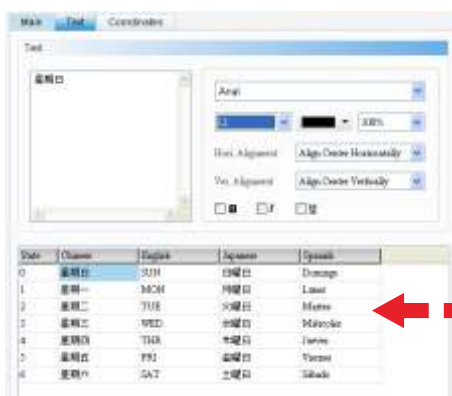 Main Text Coordinates
Text
星期日
Arial
12 100%
Hori. Alignment Align Center Horizontally
Ver. Alignment Align Center Vertically
B I U
State Chinese English Japanese Spanish
0 星期日 SUN 日曜日 Domingo
1 星期一 MON 月曜日 Lunes
2 星期二 TUE 火曜日 Martes
3 星期三 WED 水曜日 Miércoles
4 星期四 THR 木曜日 Jueves
5 星期五 FRI 金曜日 Viernes
6 星期六 SAT 土曜日 Sábado